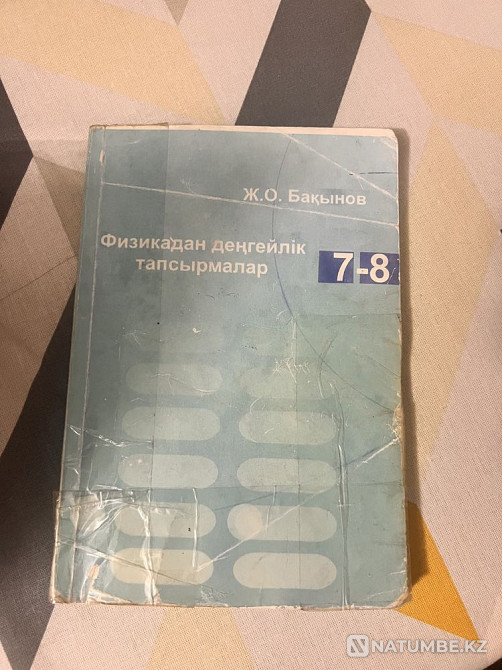 Ж.О. Бақынов
Физикадан деңгейлік
тапсырмалар
7-8
NATUMBE.KZ